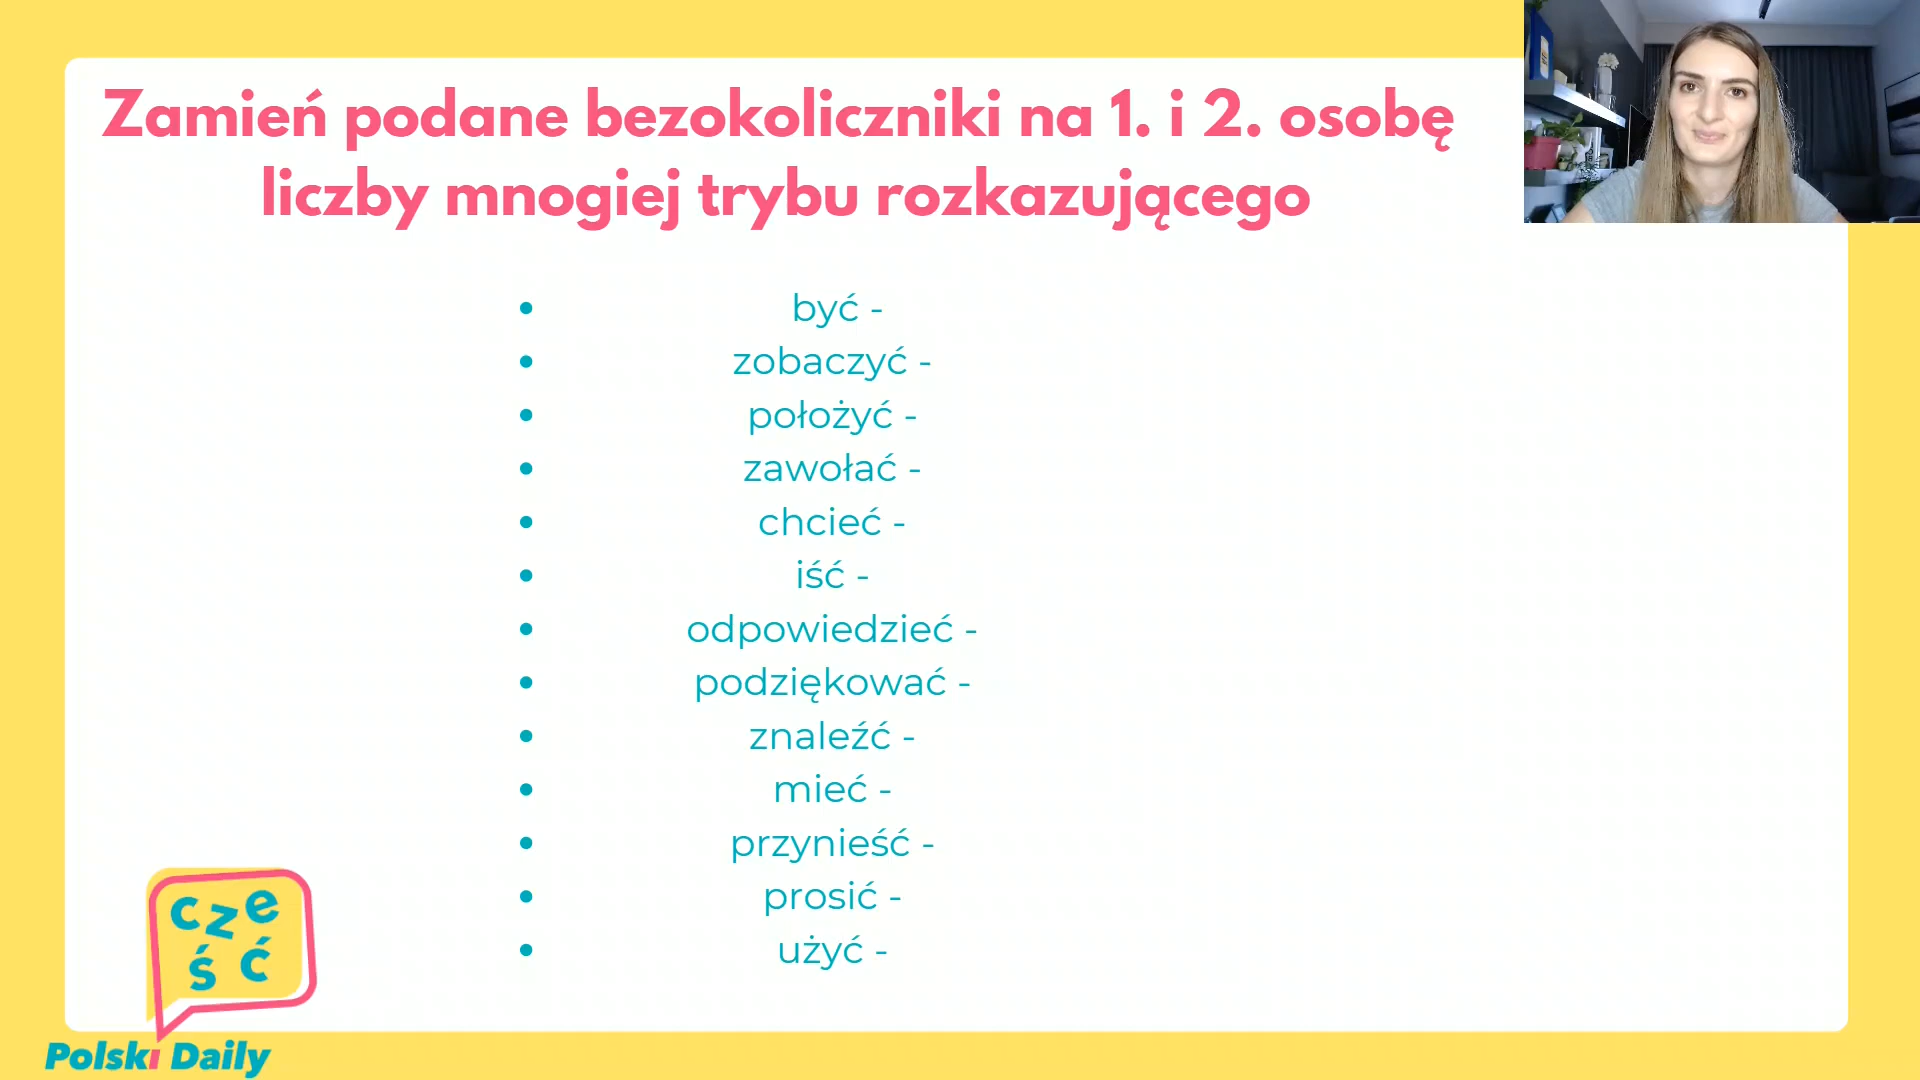 Zamień podane bezokoliczniki na 1. i 2. osobę
liczby mnogiej trybu rozkazującego
być -
zobaczyć -
położyć -
zawołać -
chcieć -
iść -
odpowiedzieć -
podziękować -
znaleźć -
mieć -
przynieść -
prosić -
użyć -
cze
ść
Polski Daily